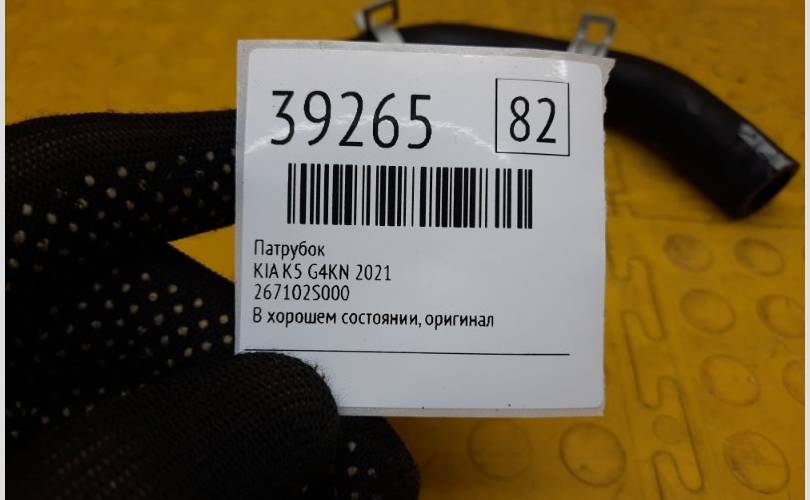 39265 82
Патрубок
KIA K5 G4KN 2021
267102S000
В хорошем состоянии, оригинал